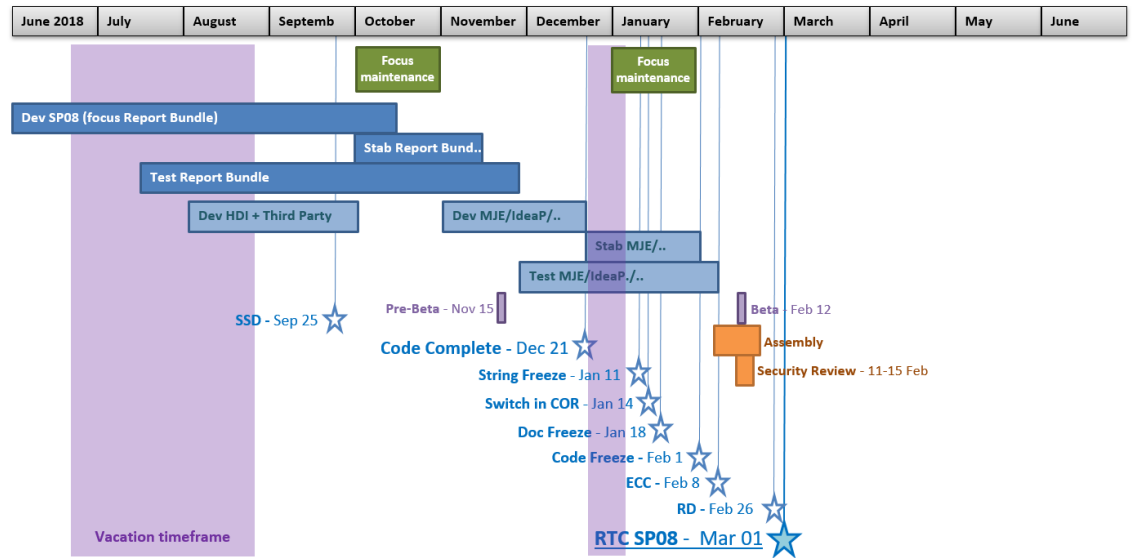 June 2018 July August Septemb October November December January February March April May June
Focus
maintenance
Focus
maintenance
Dev SP08 (focus Report Bundle)
Stab Report Bund..
Test Report Bundle
Dev HDI + Third Party
Dev MJE/IdeaP/..
Stab MJE/..
Test MJE/IdeaP./..
Pre-Beta - Nov 15
Beta - Feb 12
SSD - Sep 25
Code Complete - Dec 21
Assembly
String Freeze - Jan 11
Security Review - 11-15 Feb
Switch in COR - Jan 14
Doc Freeze - Jan 18
Code Freeze - Feb 1
ECC - Feb 8
RD - Feb 26
Vacation timeframe
RTC SP08 - Mar 01